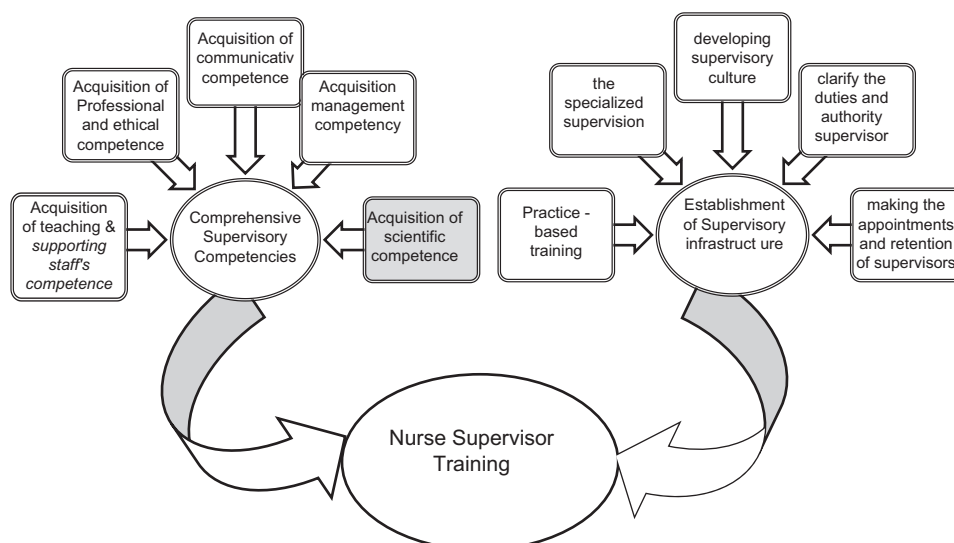 Acquisition of
communicativ
competence
Acquisition of
Professional
and ethical
competence
Acquisition
management
competency
Acquisition
of teaching &
supporting
staff's
competence
Comprehensive
Supervisory
Competencies
Acquisition of
scientific
competence
developing
supervisory
culture
the
specialized
supervision
clarify the
duties and
authority
supervisor
Practice -
based
training
Establishment
of Supervisory
infrastruct ure
making the
appointments
and retention
of supervisors
Nurse Supervisor
Training